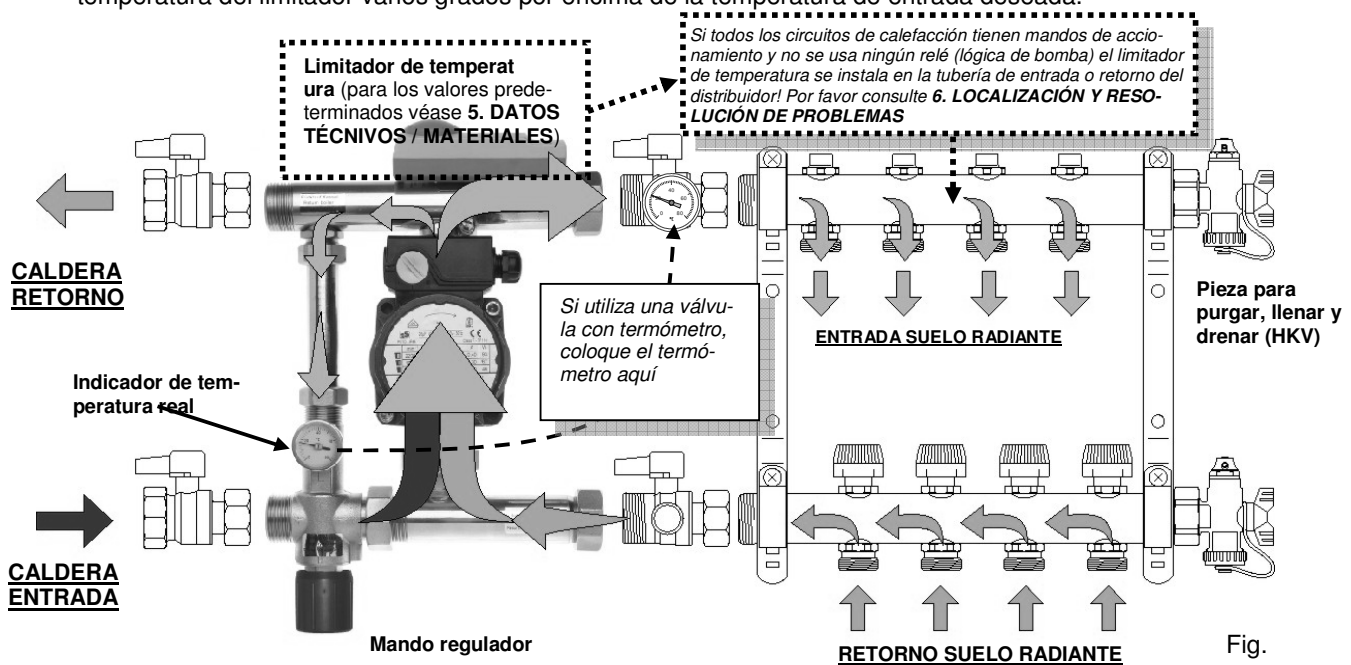 temperatura del limitador varios grados por encima de la temperatura de entrada deseada.
Limitador de temperat
ura (para los valores prede-
terminados véase 5. DATOS
TÉCNIVOS / MATERIALES)
Si todos los circuitos de calefacción tienen mandos de accio-
namiento y no se usa ningún relé (lógica de bomba) el limitador
de temperatura se instala en la tubería de entrada o retorno del
distribuidor! Por favor consulte 6. LOCALIZACIÓN Y RESO-
LUCIÓN DE PROBLEMAS
CALDERA
RETORNO
40
60
0
80
°C
Si utiliza una válvu-
la con termómetro,
coloque el termó-
metro aquí
ENTRADA SUELO RADIANTE
Pieza para
purgar, llenar y
drenar (HKV)
Indicador de tem-
peratura real
CALDERA
ENTRADA
Mando regulador
RETORNO SUELO RADIANTE
Fig.